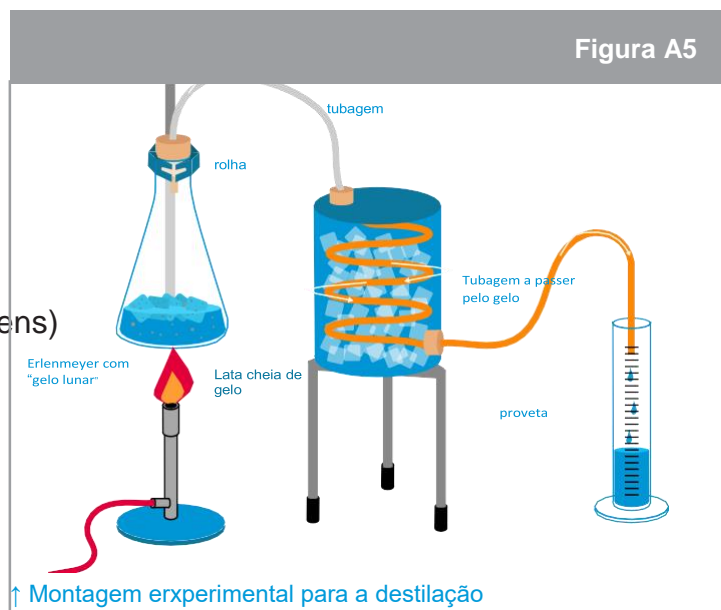 Figura A5
tubagem
rolha
Tubagem a passer
pelo gelo
ens)
Erlenmeyer com
“gelo lunar”
Lata cheia de
gelo
proveta
↑ Montagem erxperimental para a destilação